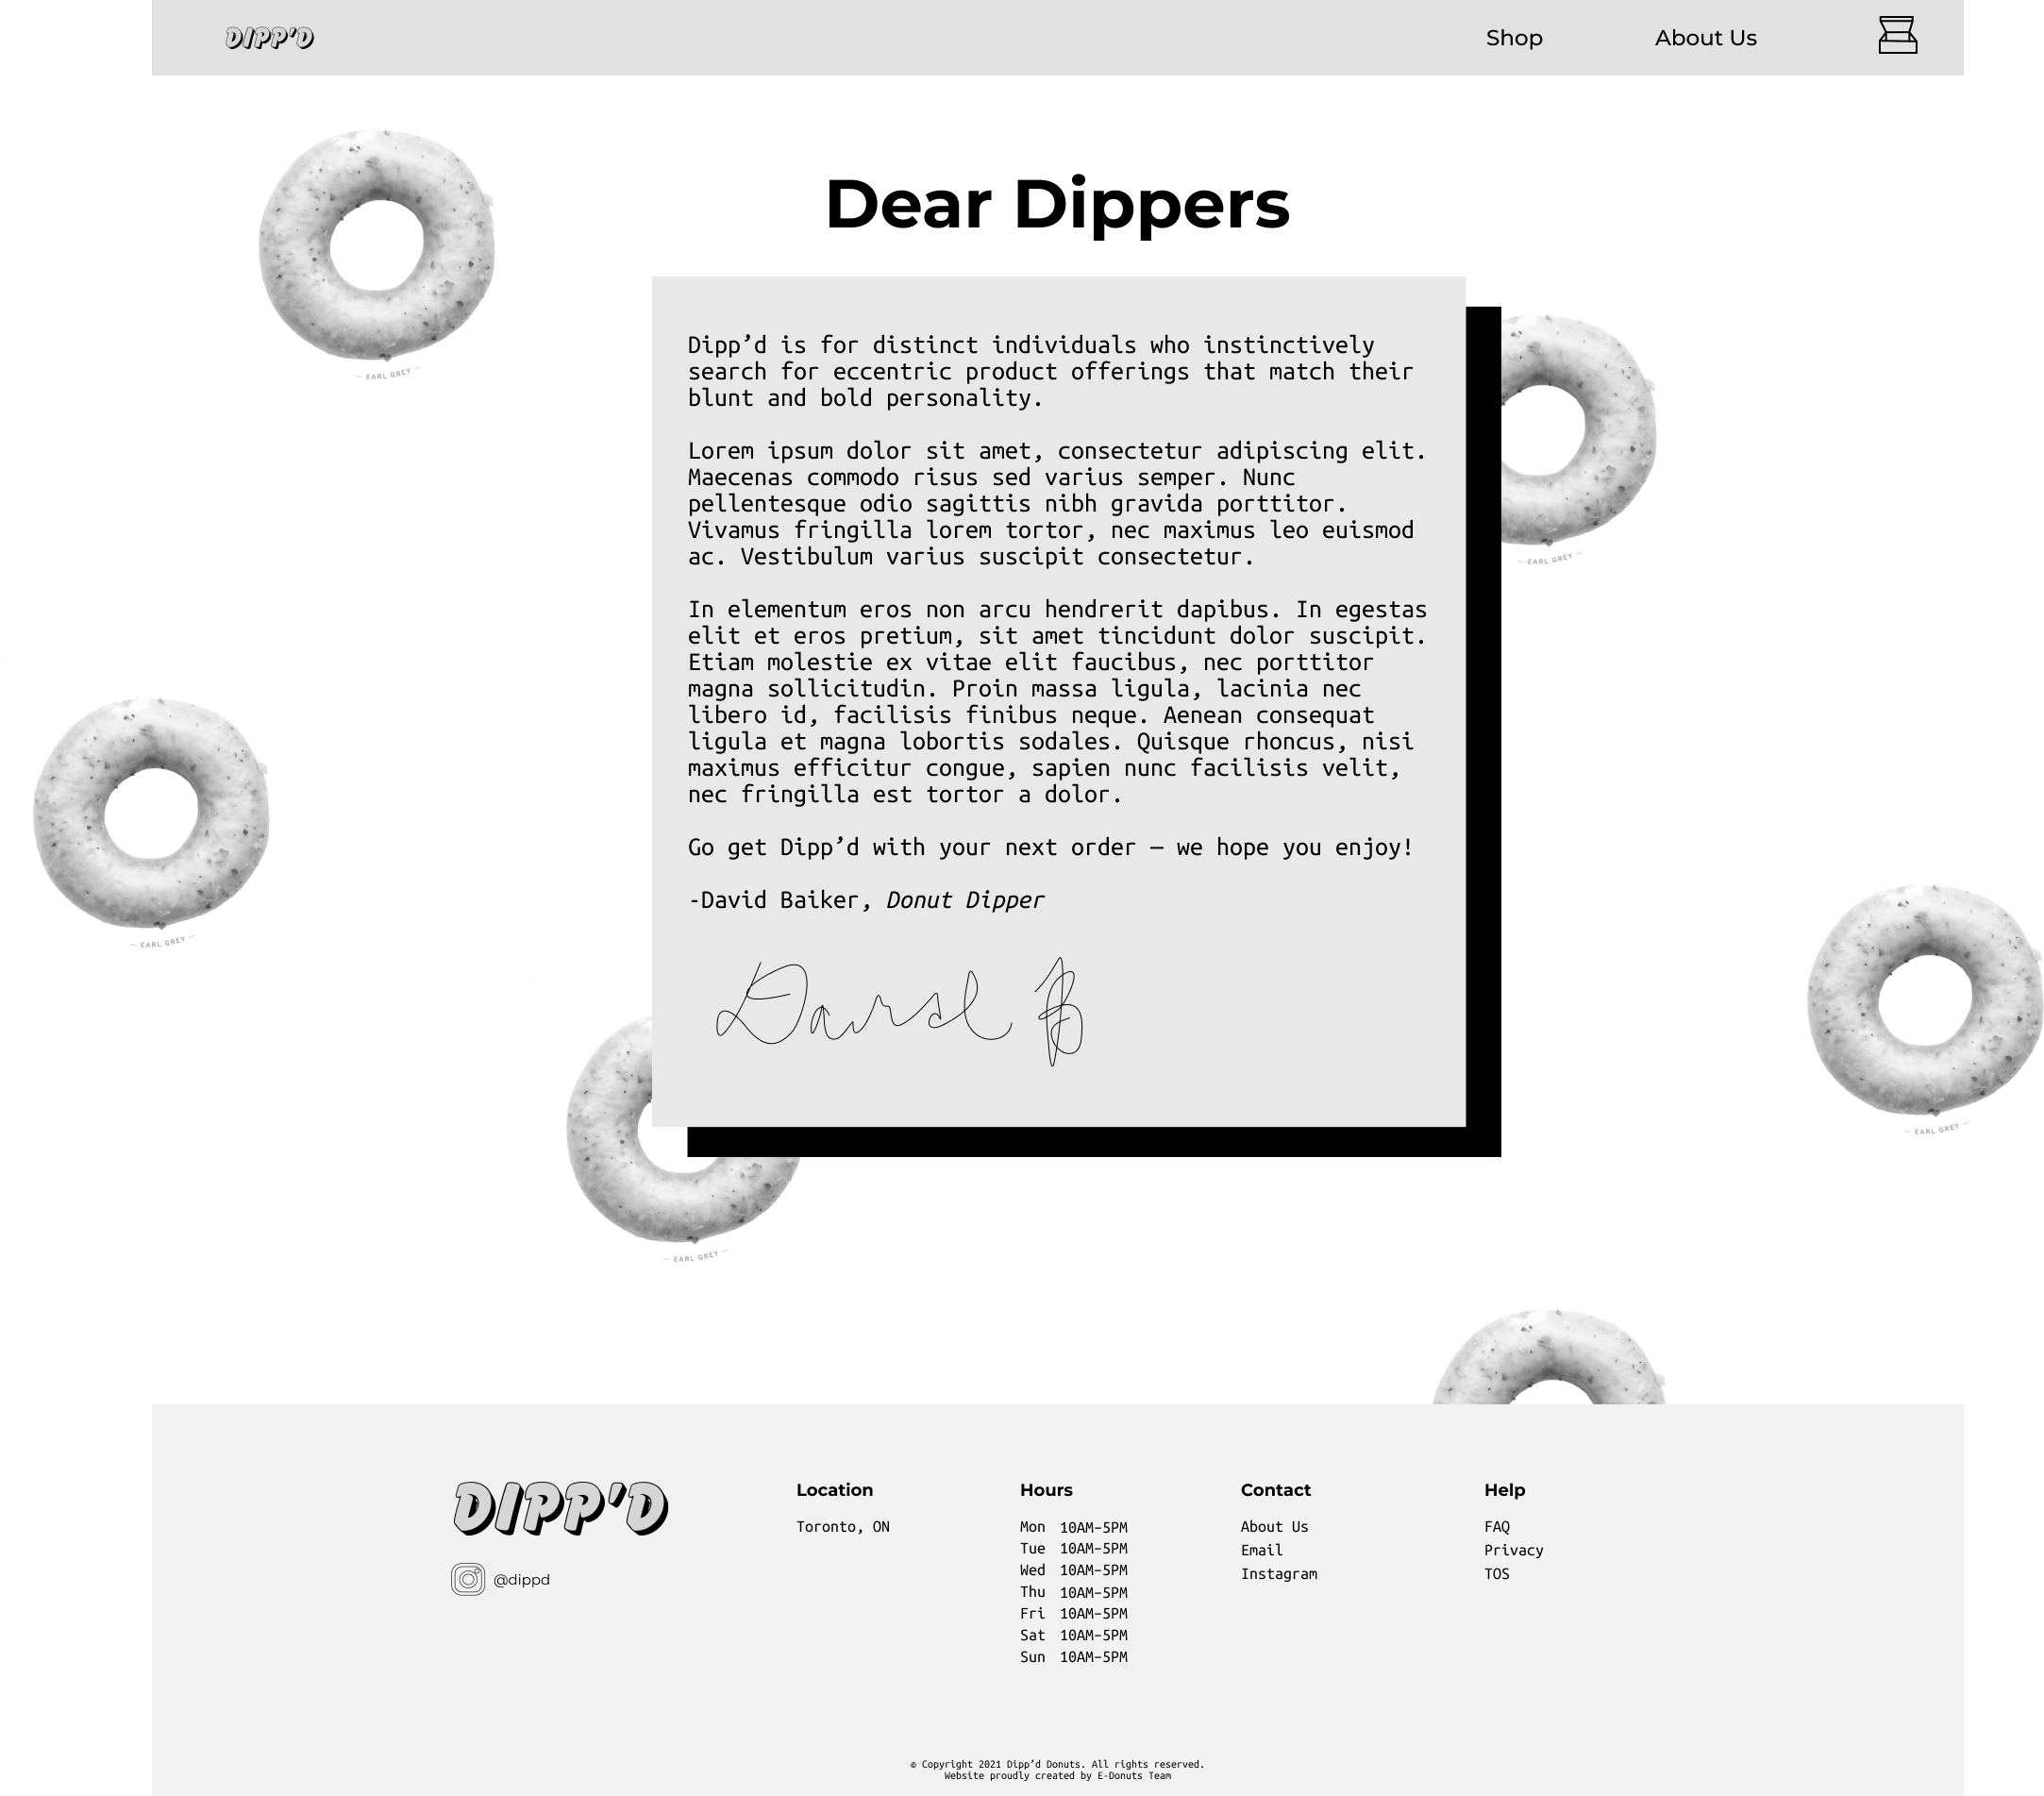 DIPP'D
Shop
About Us
Dear Dippers
— EARL GREY —
— EARL GREY —
Dipp’d is for distinct individuals who instinctively
search for eccentric product offerings that match their
blunt and bold personality.
Lorem ipsum dolor sit amet, consectetur adipiscing elit.
Maecenas commodo risus sed varius semper. Nunc
pellentesque odio sagittis nibh gravida porttitor.
Vivamus fringilla lorem tortor, nec maximus leo euismod
ac. Vestibulum varius suscipit consectetur.
In elementum eros non arcu hendrerit dapibus. In egestas
elit et eros pretium, sit amet tincidunt dolor suscipit.
Etiam molestie ex vitae elit faucibus, nec porttitor
magna sollicitudin. Proin massa ligula, lacinia nec
libero id, facilisis finibus neque. Aenean consequat
ligula et magna lobortis sodales. Quisque rhoncus, nisi
maximus efficitur congue, sapien nunc facilisis velit,
nec fringilla est tortor a dolor.
Go get Dipp’d with your next order — we hope you enjoy!
-David Baiker, Donut Dipper
David B
— EARL GREY —
— EARL GREY —
— EARL GREY —
DIPP'D
@dippd
Location
Toronto, ON
Hours
Mon 10AM–5PM
Tue 10AM–5PM
Wed 10AM–5PM
Thu 10AM–5PM
Fri 10AM–5PM
Sat 10AM–5PM
Sun 10AM–5PM
Contact
About Us
Email
Instagram
Help
FAQ
Privacy
TOS
© Copyright 2021 Dipp’d Donuts. All rights reserved.
Website proudly created by E-Donuts Team